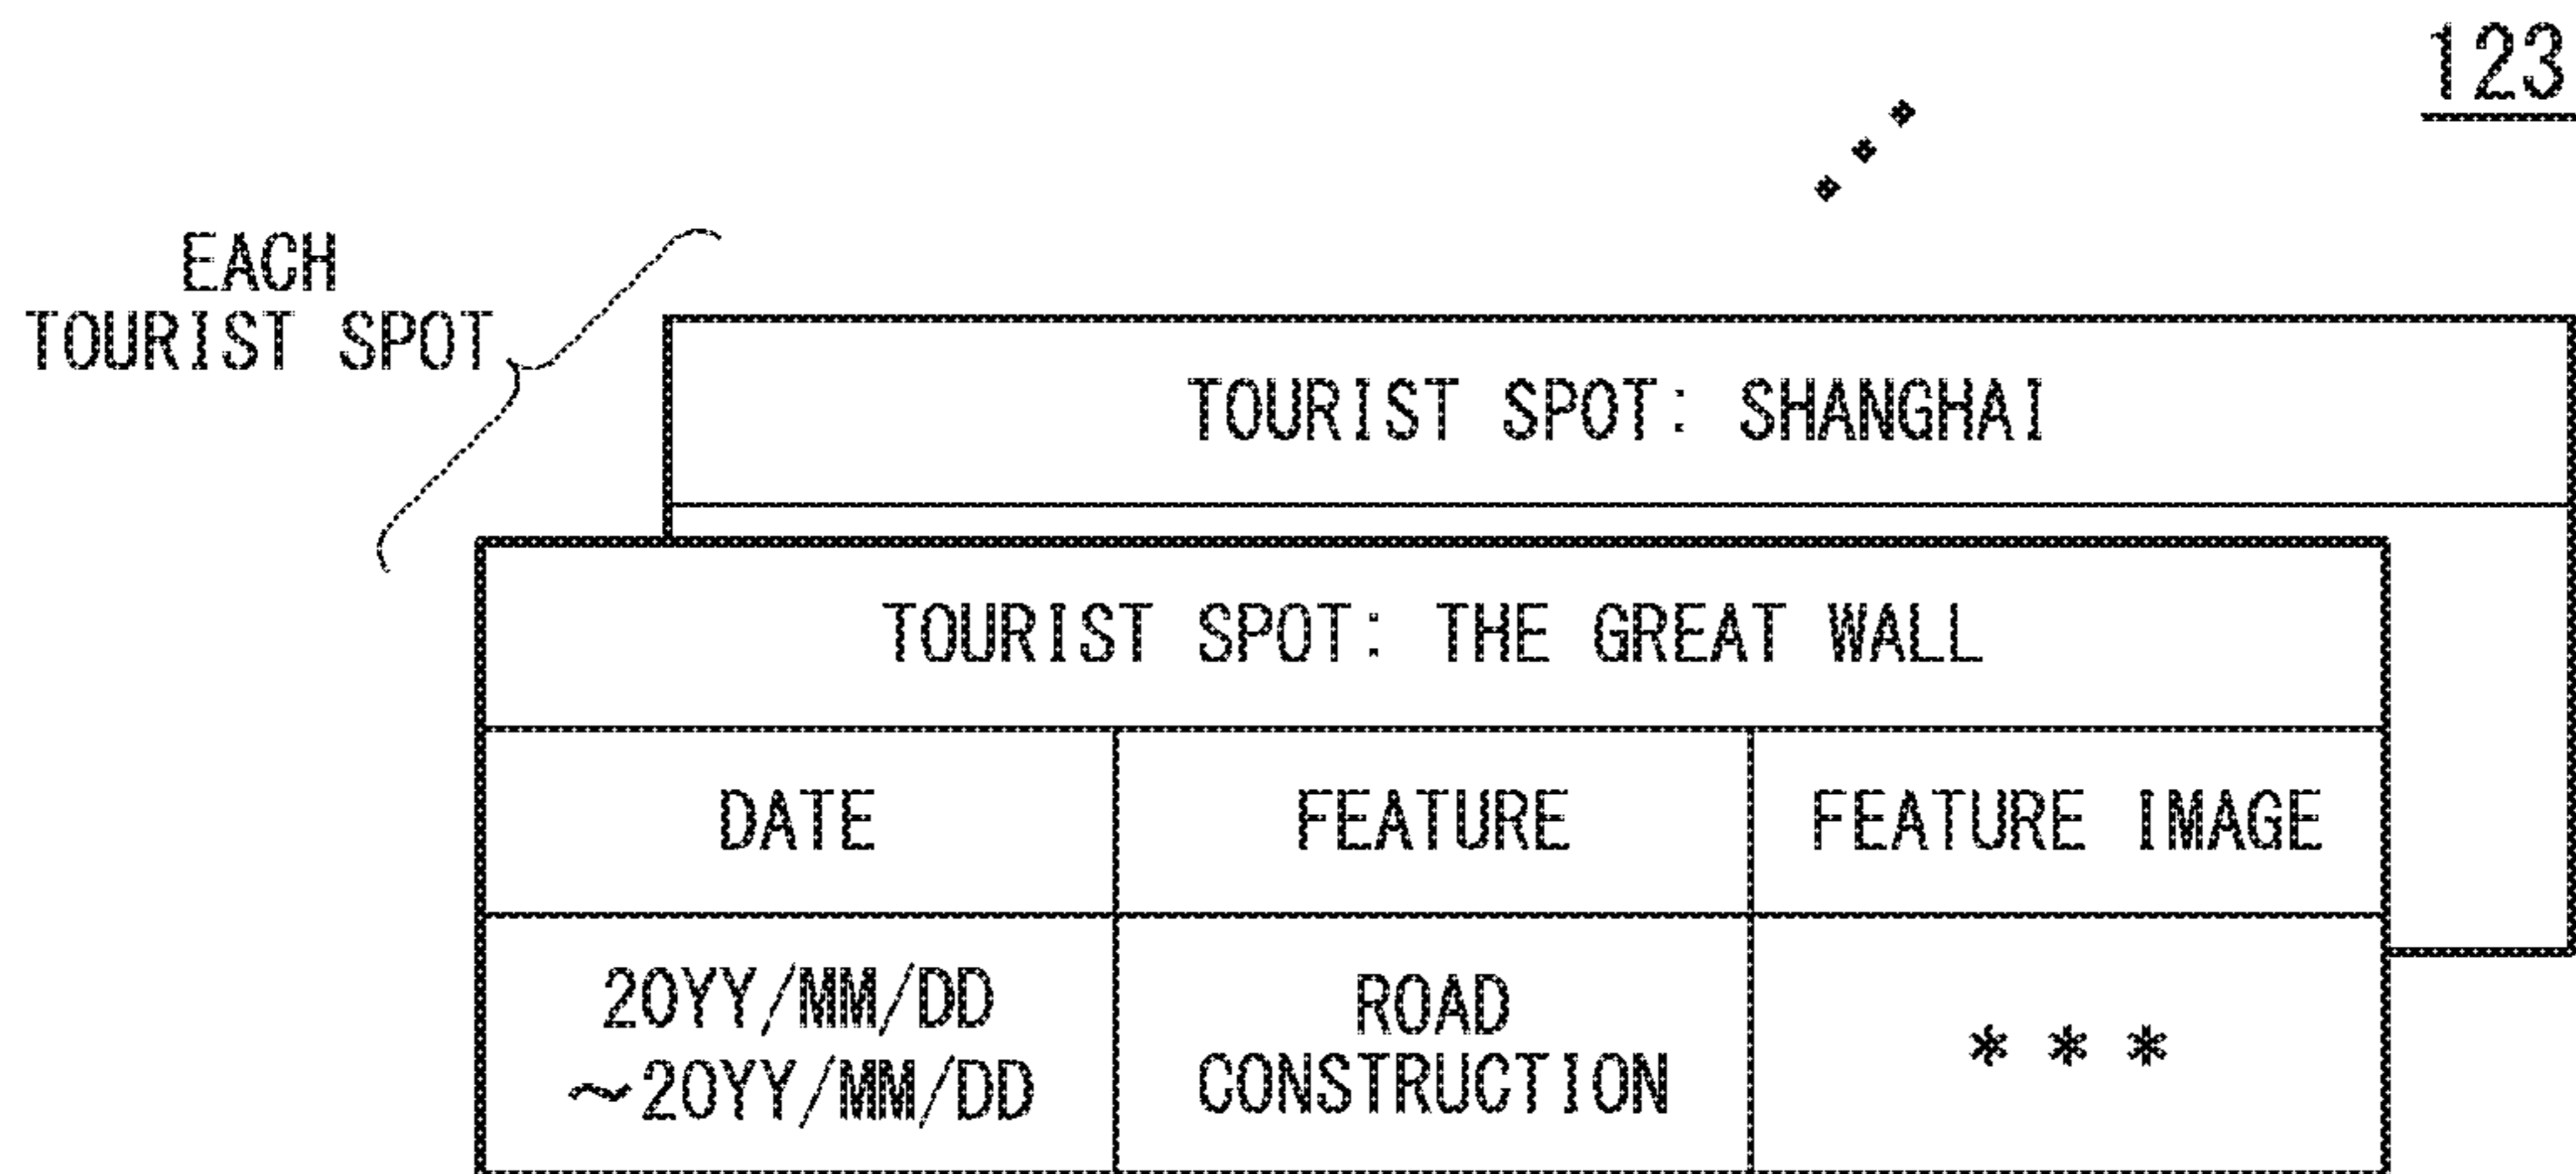 123
EACH
TOURIST SPOT
TOURIST SPOT: SHANGHAI
TOURIST SPOT: THE GREAT WALL
DATE FEATURE FEATURE IMAGE
20YY/MM/DD
~20YY/MM/DD
ROAD
CONSTRUCTION
* * *